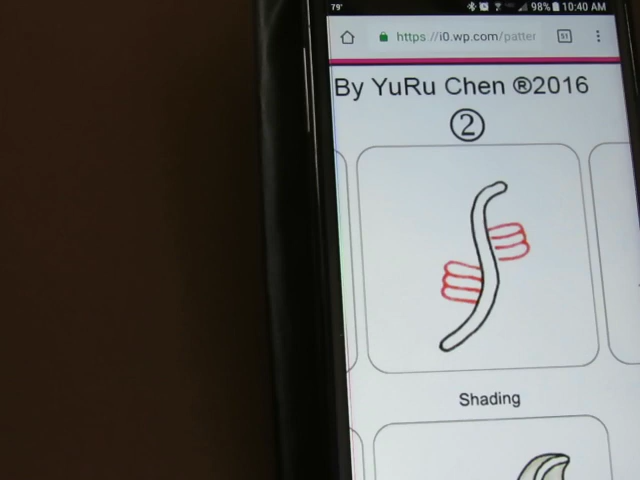 79°
98% 10:40 AM
https://i0.wp.com/patter
51
By YuRu Chen ®2016
②
Shading